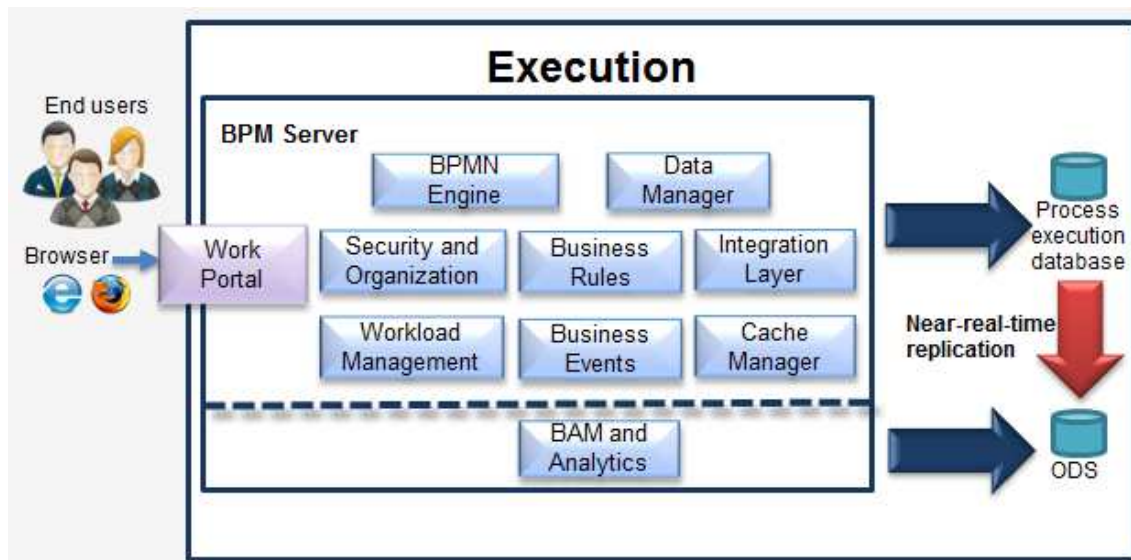 Execution
End users
BPM Server
BPMN
Engine
Data
Manager
Browser
Work
Portal
Security and
Organization
Business
Rules
Integration
Layer
Process
execution
database
Workload
Management
Business
Events
Cache
Manager
Near-real-time
replication
BAM and
Analytics
ODS